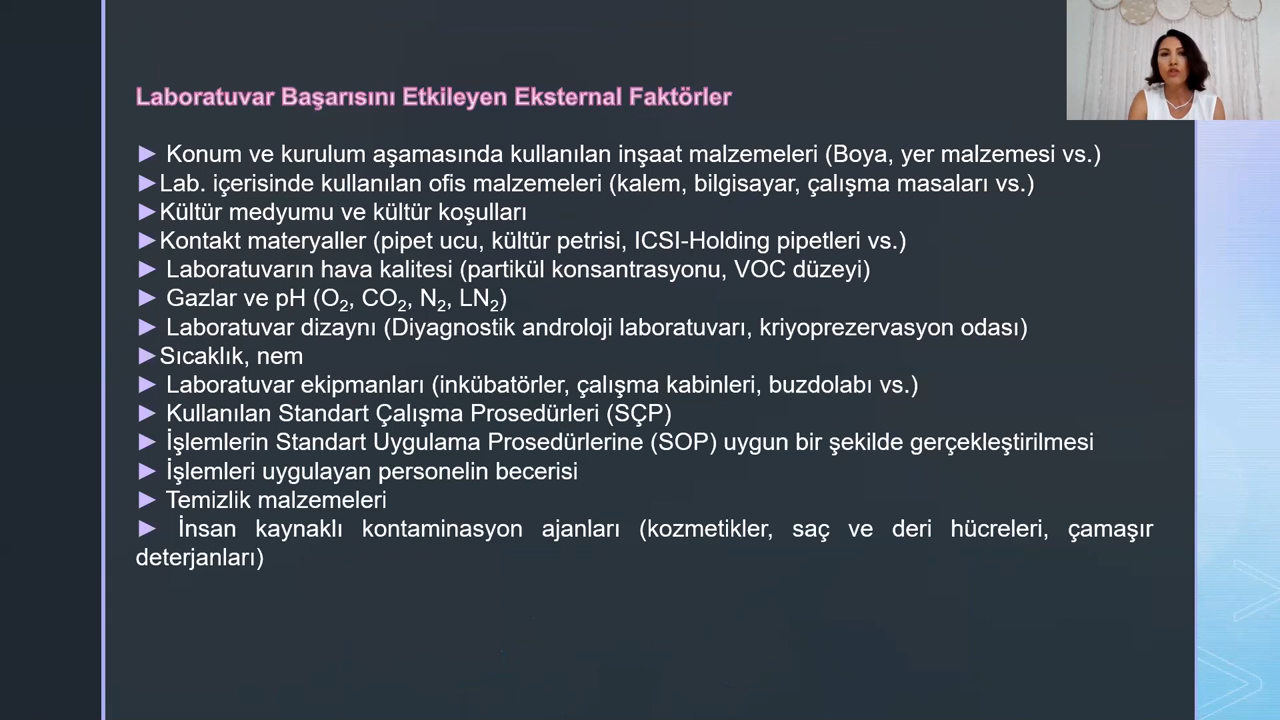 Laboratuvar Başarısını Etkileyen Eksternal Faktörler
► Konum ve kurulum aşamasında kullanılan inşaat malzemeleri (Boya, yer malzemesi vs.)
►Lab. içerisinde kullanılan ofis malzemeleri (kalem, bilgisayar, çalışma masaları vs.)
►Kültür medyumu ve kültür koşulları
►Kontakt materyaller (pipet ucu, kültür petrisi, ICSI-Holding pipetleri vs.)
► Laboratuvarın hava kalitesi (partikül konsantrasyonu, VOC düzeyi)
► Gazlar ve pH (O₂, CO₂, N₂, LN₂)
► Laboratuvar dizaynı (Diyagnostik androloji laboratuvarı, kriyoprezervasyon odası)
►Sıcaklık, nem
► Laboratuvar ekipmanları (inkübatörler, çalışma kabinleri, buzdolabı vs.)
► Kullanılan Standart Çalışma Prosedürleri (SÇP)
► İşlemlerin Standart Uygulama Prosedürlerine (SOP) uygun bir şekilde gerçekleştirilmesi
► İşlemleri uygulayan personelin becerisi
► Temizlik malzemeleri
► İnsan kaynaklı kontaminasyon ajanları (kozmetikler, saç ve deri hücreleri, çamaşır
deterjanları)